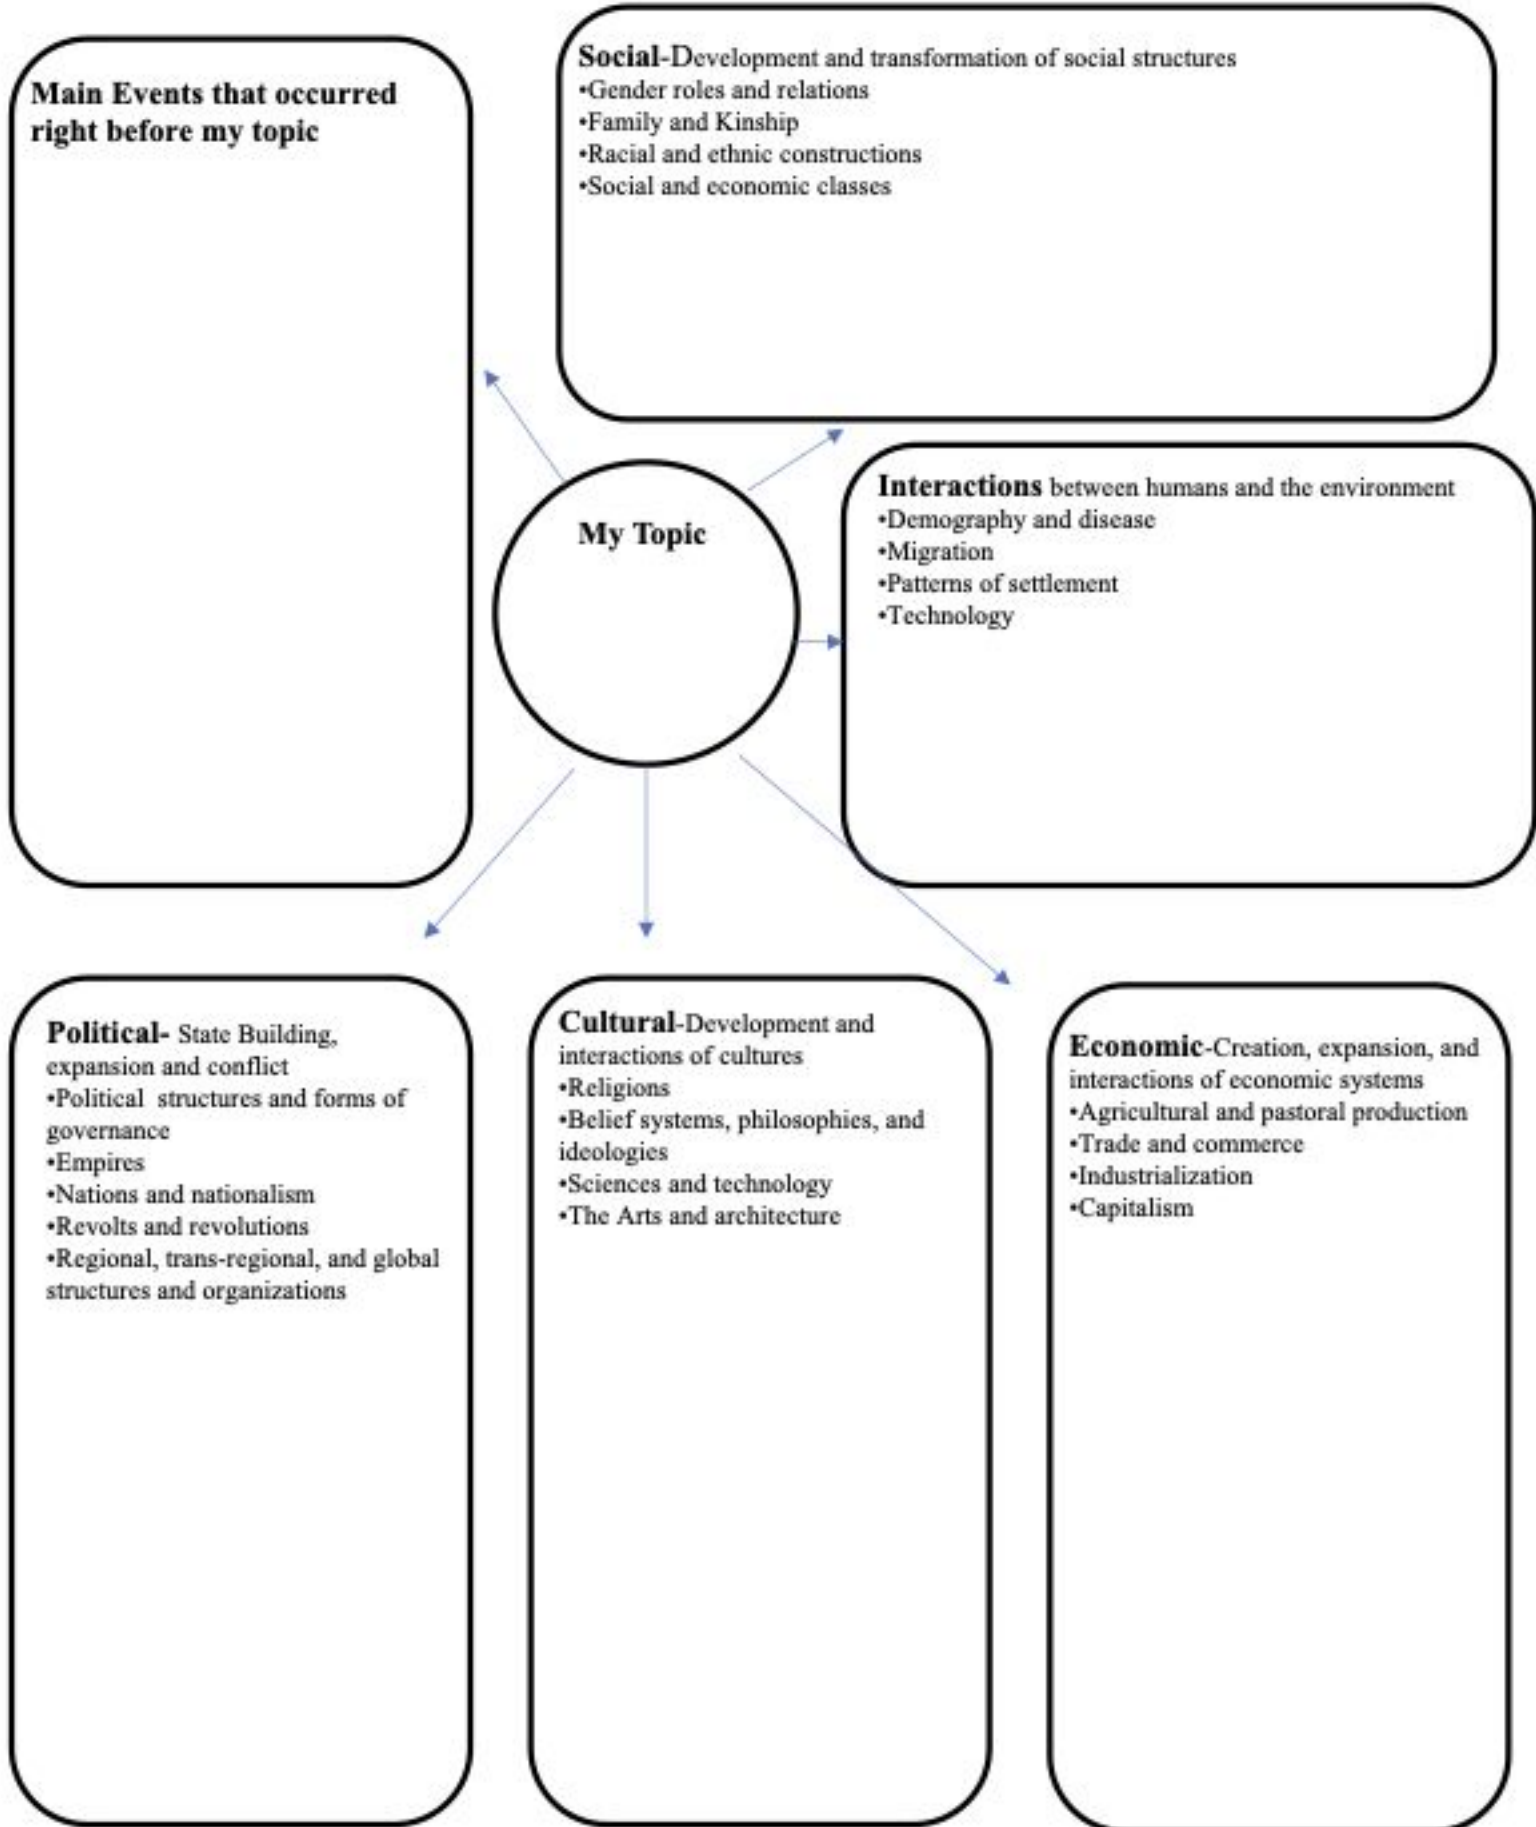 Main Events that occurred
right before my topic
Social-Development and transformation of social structures
•Gender roles and relations
•Family and Kinship
•Racial and ethnic constructions
•Social and economic classes
My Topic
Interactions between humans and the environment
•Demography and disease
•Migration
•Patterns of settlement
•Technology
Political- State Building,
expansion and conflict
•Political  structures and forms of
governance
•Empires
•Nations and nationalism
•Revolts and revolutions
•Regional, trans-regional, and global
structures and organizations
Cultural-Development and
interactions of cultures
•Religions
•Belief systems, philosophies, and
ideologies
•Sciences and technology
•The Arts and architecture
Economic-Creation, expansion, and
interactions of economic systems
•Agricultural and pastoral production
•Trade and commerce
•Industrialization
•Capitalism